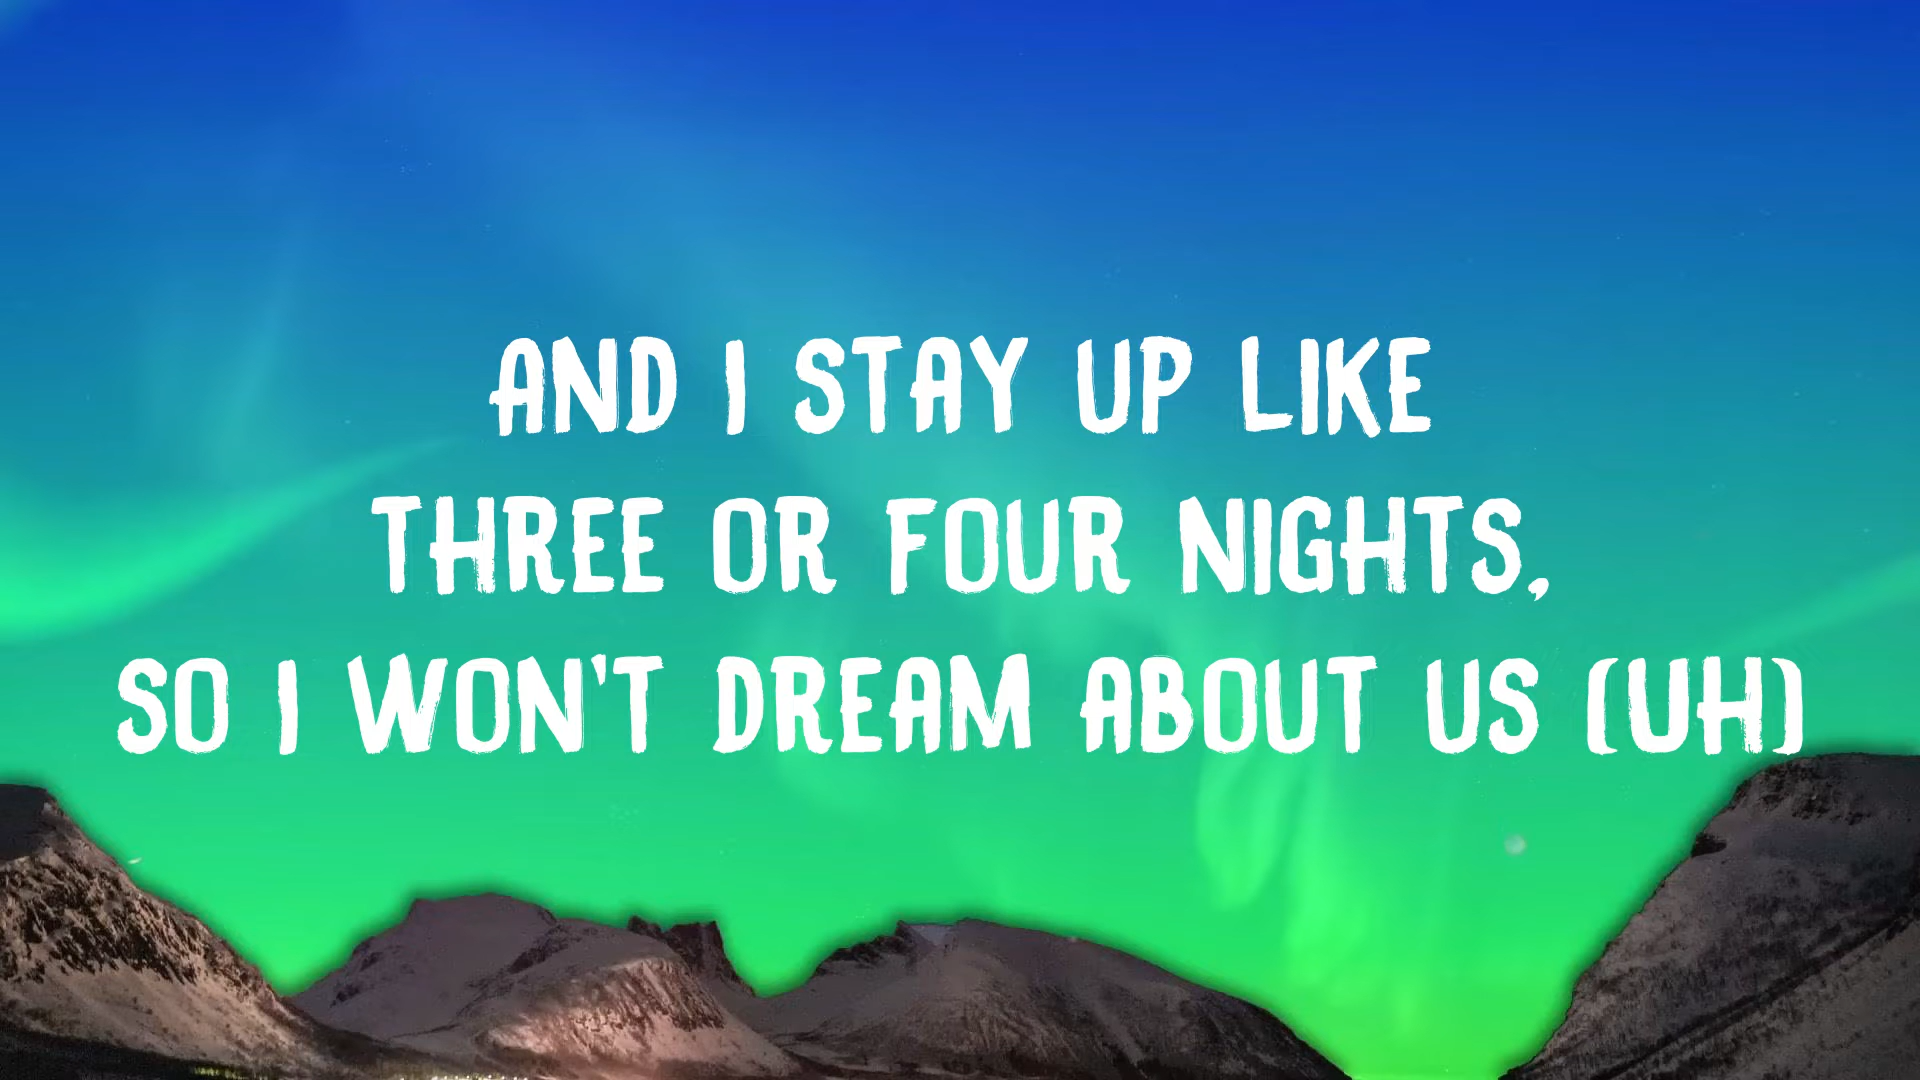 AND I STAY UP LIKE
THREE OR FOUR NIGHTS,
SO I WON'T DREAM ABOUT US (UH)